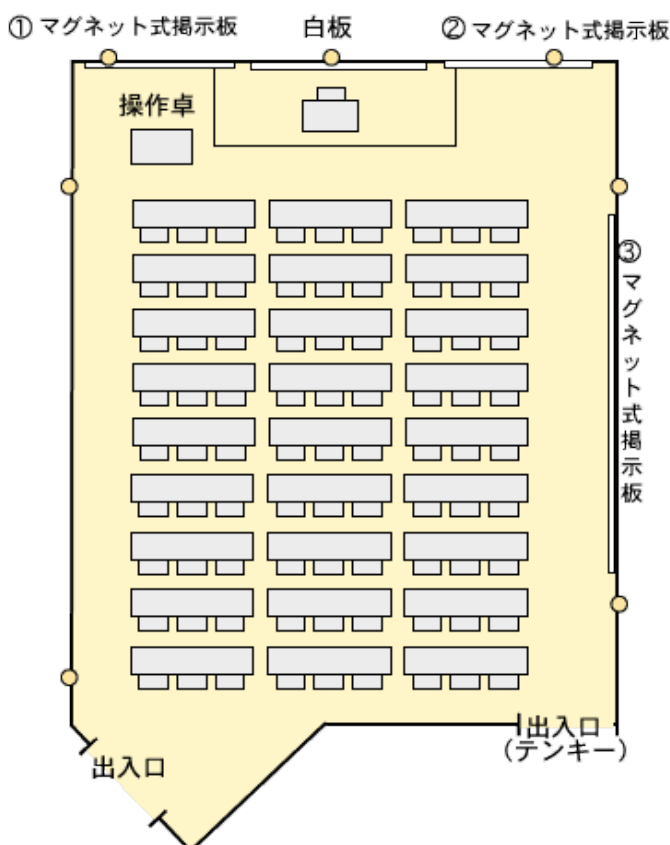 ① マグネット式掲示板
白板
② マグネット式掲示板
操作卓
③マグネット式掲示板
出入口
出入口
（テンキー）